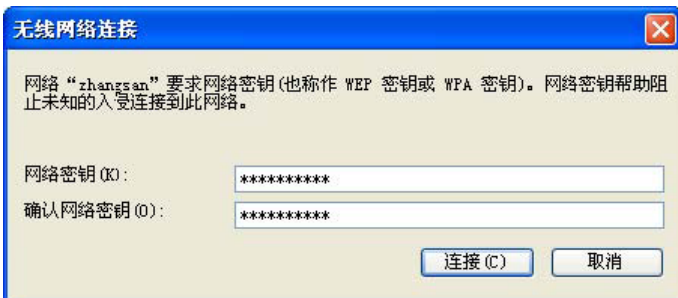 无线网络连接
网络“zhangsan”要求网络密钥(也称作 WEP 密钥或 WPA 密钥)。网络密钥帮助阻
止未知的入侵连接到此网络。
网络密钥(K): **********
确认网络密钥(O): **********
连接(C) 取消